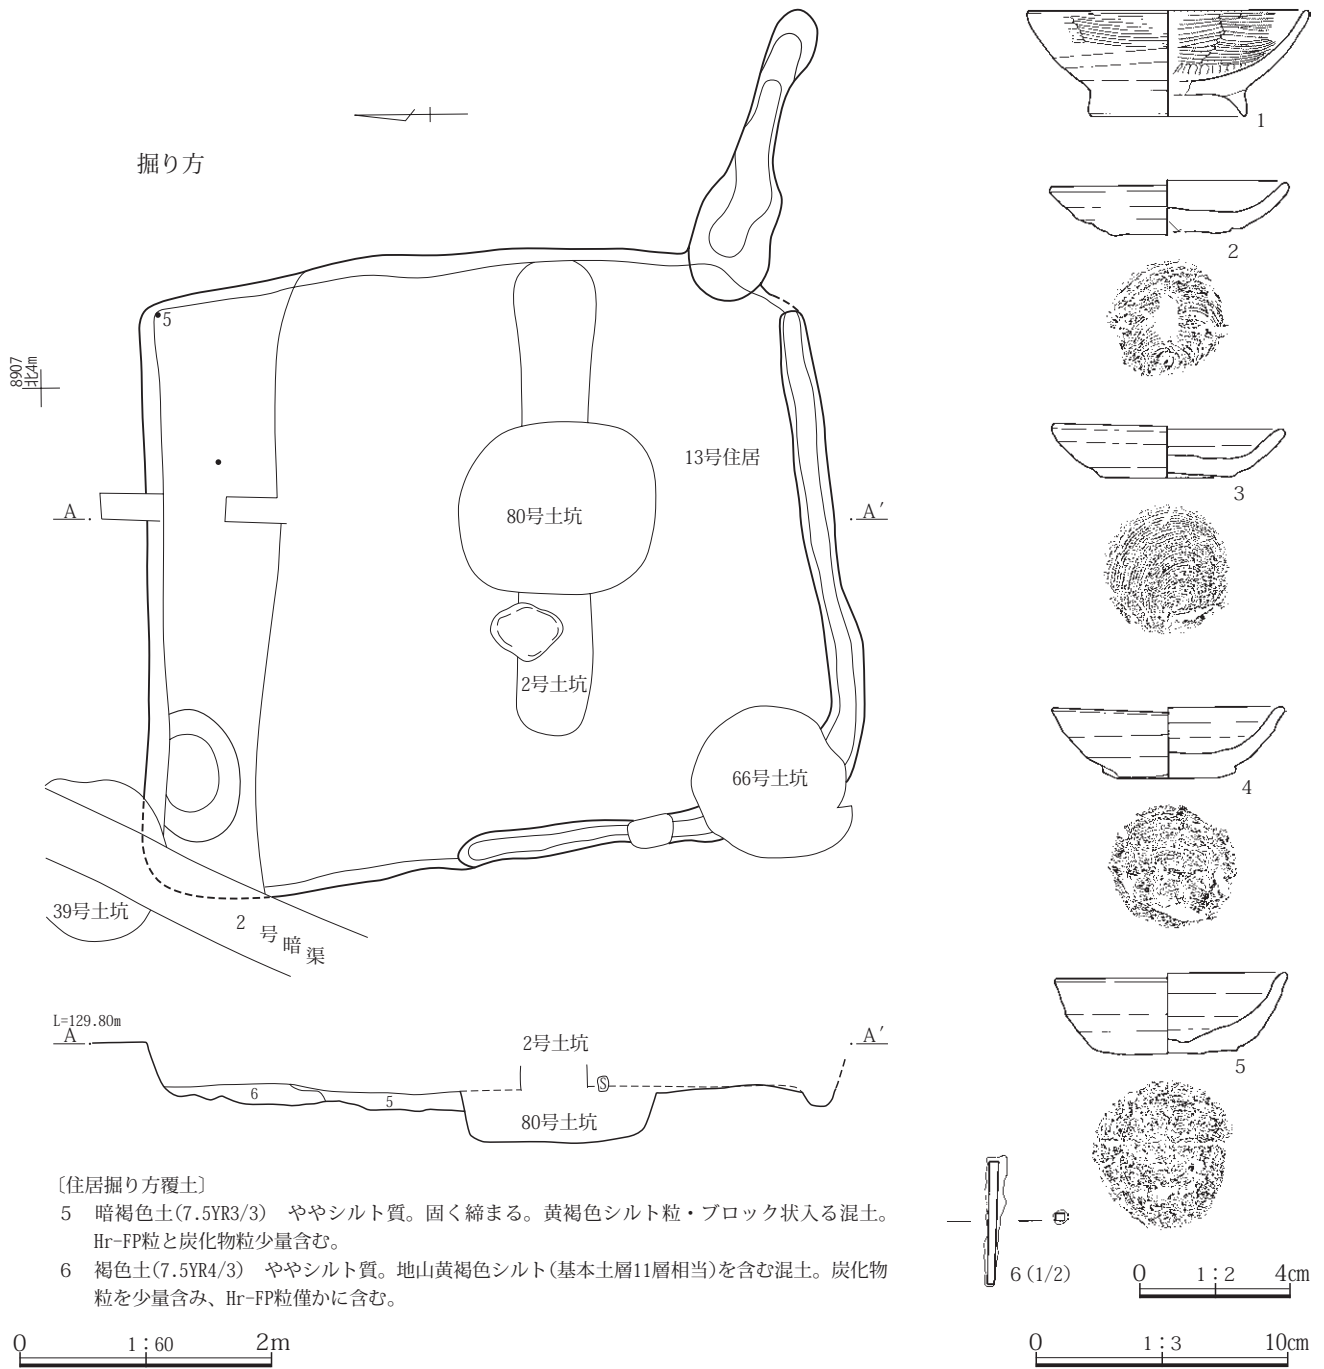 掘り方
1
2
5
8907
北4m
3
13号住居
A
A′
80号土坑
2号土坑
66号土坑
4
39号土坑
2号暗渠
L=129.80m
A
A′
2号土坑
S
6
5
80号土坑
5
〔住居掘り方覆土〕
5 暗褐色土(7.5YR3/3) ややシルト質。固く締まる。黄褐色シルト粒・ブロック状入る混土。
Hr-FP粒と炭化物粒少量含む。
6 褐色土(7.5YR4/3) ややシルト質。地山黄褐色シルト(基本土層11層相当)を含む混土。炭化物
粒を少量含み、Hr-FP粒僅かに含む。
6(1/2)
0 1:2 4cm
0 1:60 2m
0 1:3 10cm